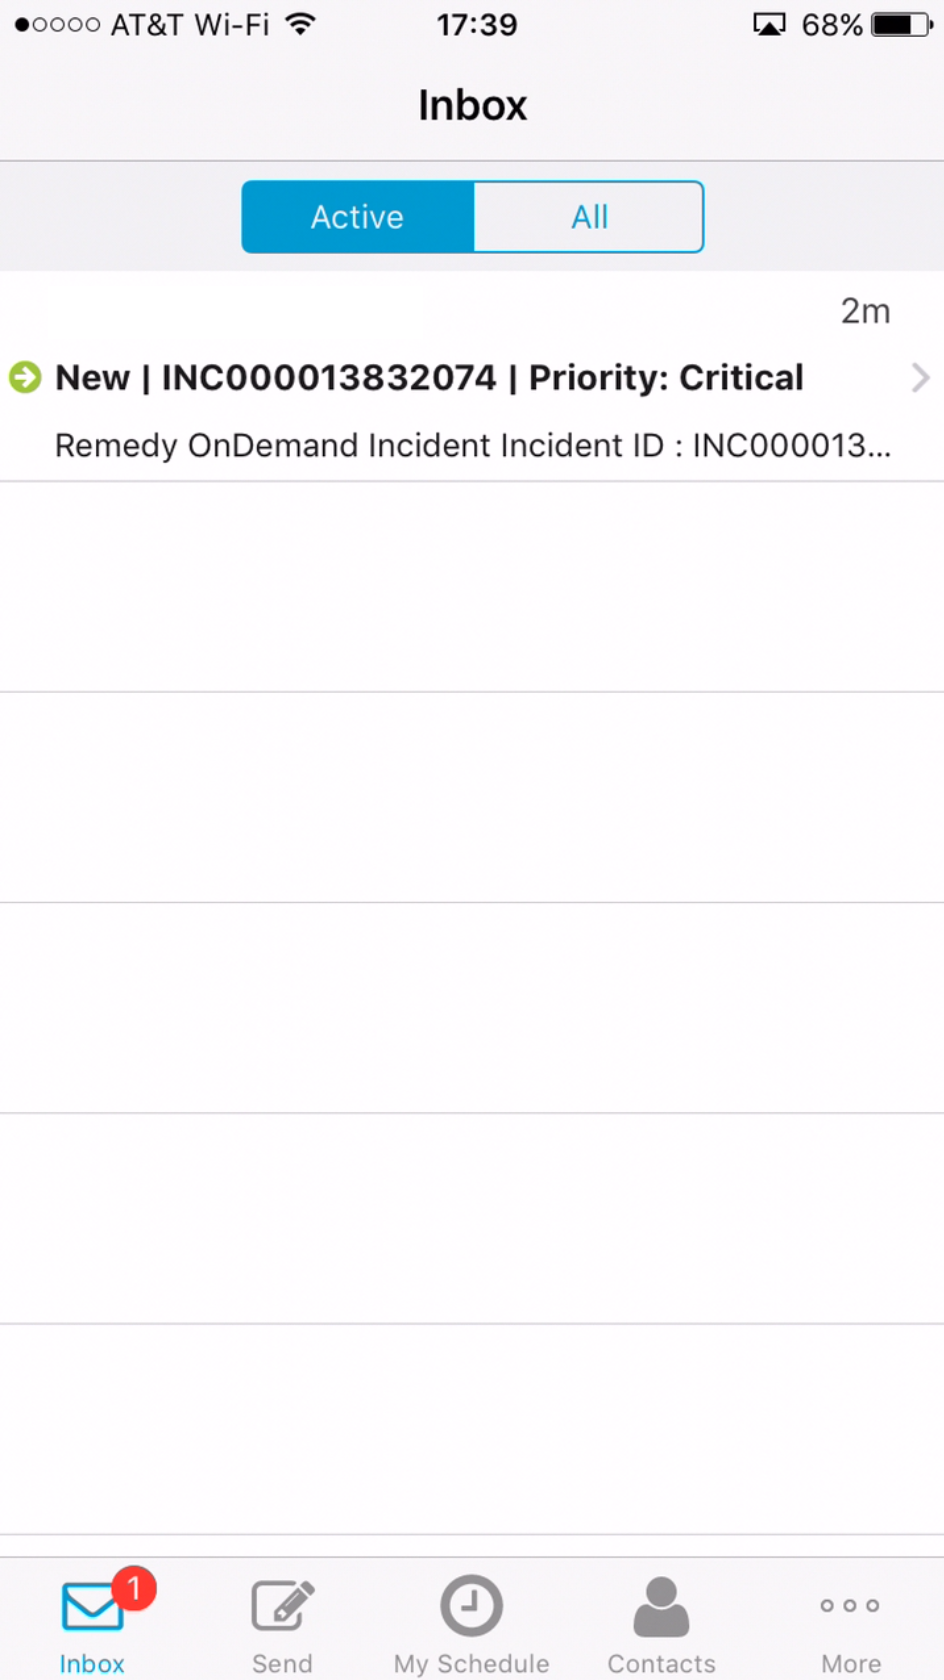 AT&T Wi-Fi 17:39 68%
Inbox
Active All
2m
New | INC000013832074 | Priority: Critical
Remedy OnDemand Incident Incident ID : INC000013...
1
Inbox Send My Schedule Contacts More